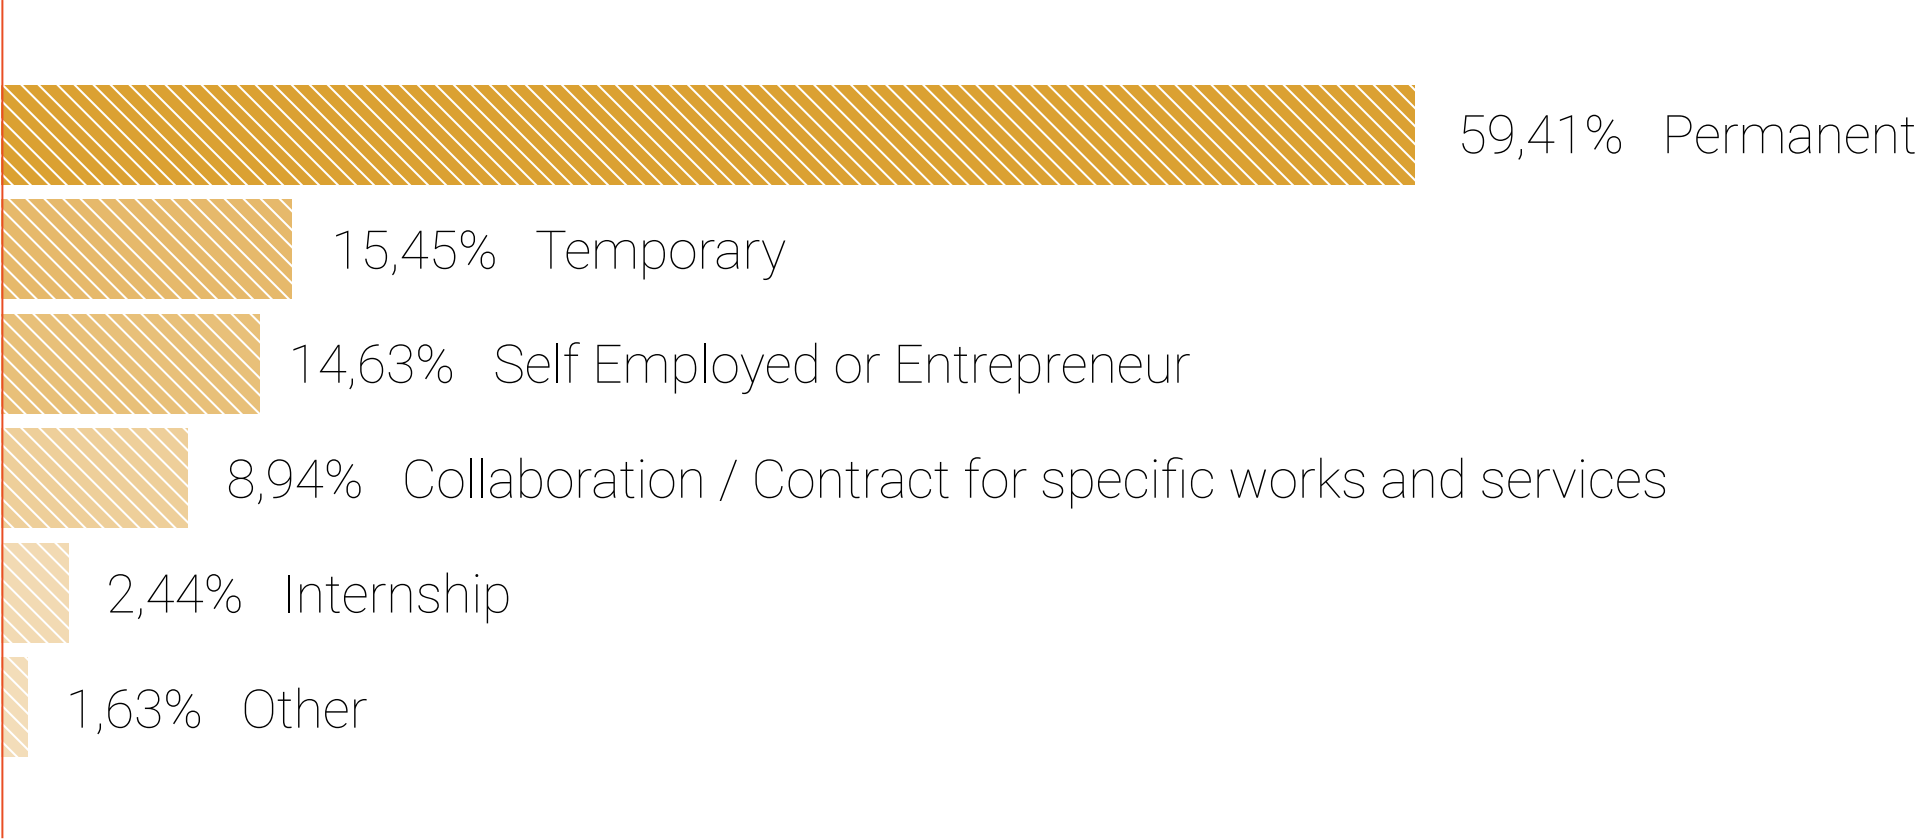 59,41% Permanent
15,45% Temporary
14,63% Self Employed or Entrepreneur
8,94% Collaboration / Contract for specific works and services
2,44% Internship
1,63% Other